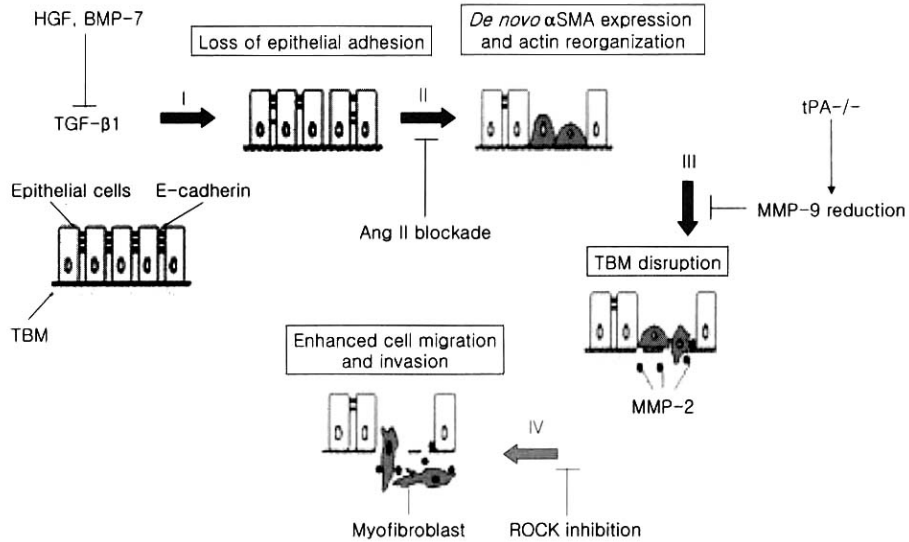 HGF, BMP-7
Loss of epithelial adhesion
De novo αSMA expression
and actin reorganization
I
II
TGF-β1
tPA-/-
III
Epithelial cells
E-cadherin
Ang II blockade
MMP-9 reduction
TBM disruption
TBM
Enhanced cell migration
and invasion
MMP-2
IV
Myofibroblast
ROCK inhibition